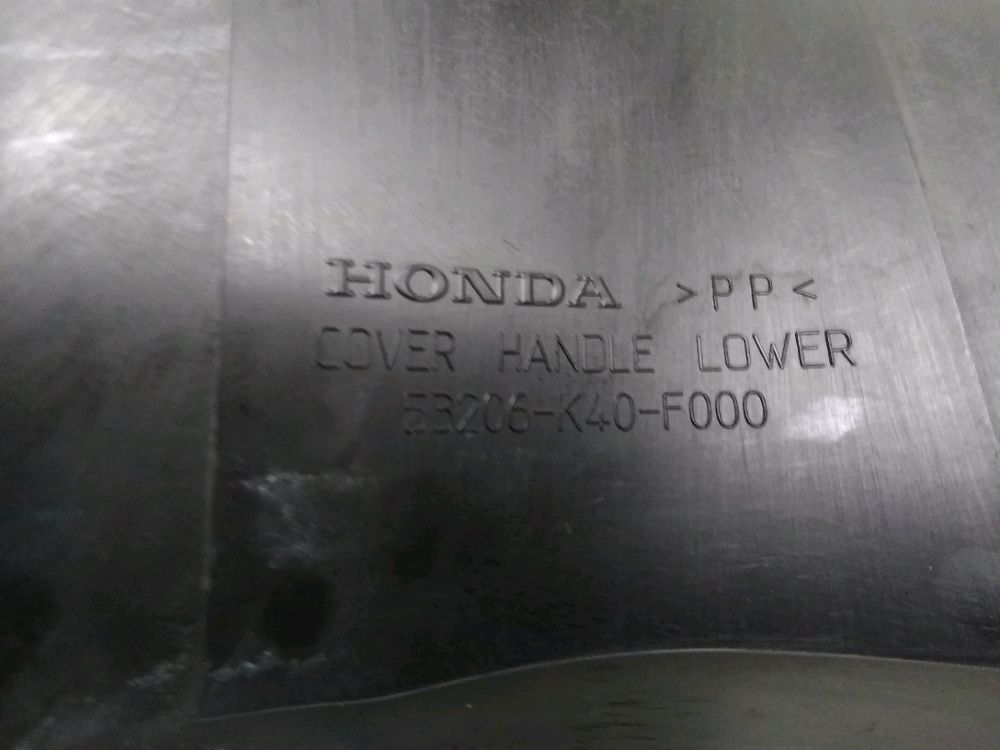 HONDA >PP<
COVER HANDLE LOWER
53206-K40-F000